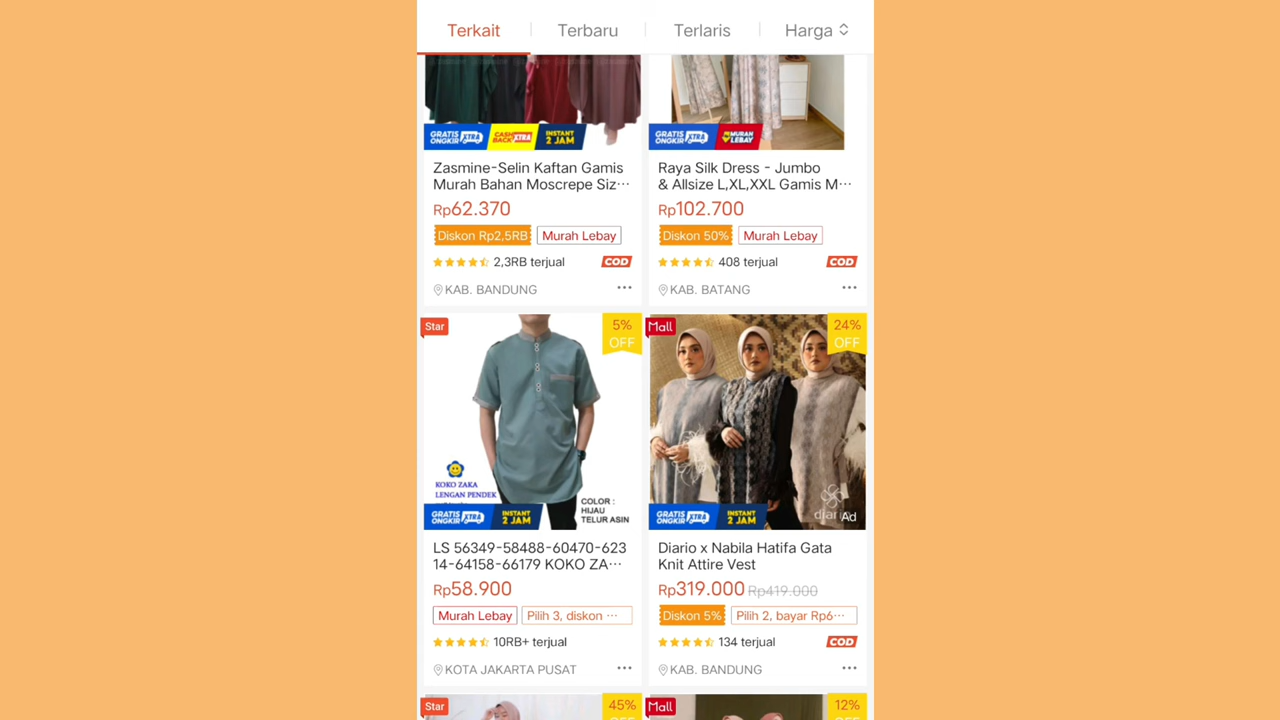 Terkait
Terbaru
Terlaris
Harga
GRATIS ONGKIR XTRA
CASH BACK XTRA
INSTANT 2 JAM
GRATIS ONGKIR XTRA
MURAH LEBAY
Zasmine-Selin Kaftan Gamis
Murah Bahan Moscrepe Siz···
Rp62.370
Diskon Rp2,5RB
Murah Lebay
2,3RB terjual
COD
KAB. BANDUNG
Raya Silk Dress - Jumbo
& Allsize L,XL,XXL Gamis M···
Rp102.700
Diskon 50%
Murah Lebay
408 terjual
COD
KAB. BATANG
Star
5%
OFF
KOKO ZAKA
LENGAN PENDEK
COLOR :
HIJAU
TELUR ASIN
GRATIS ONGKIR XTRA
INSTANT 2 JAM
LS 56349-58488-60470-623
14-64158-66179 KOKO ZA···
Rp58.900
Murah Lebay
Pilih 3, diskon ···
10RB+ terjual
KOTA JAKARTA PUSAT
Mall
24%
OFF
Ad
GRATIS ONGKIR XTRA
INSTANT 2 JAM
Diario x Nabila Hatifa Gata
Knit Attire Vest
Rp319.000 Rp419.000
Diskon 5%
Pilih 2, bayar Rp6···
134 terjual
COD
KAB. BANDUNG
Star
45%
Mall
12%